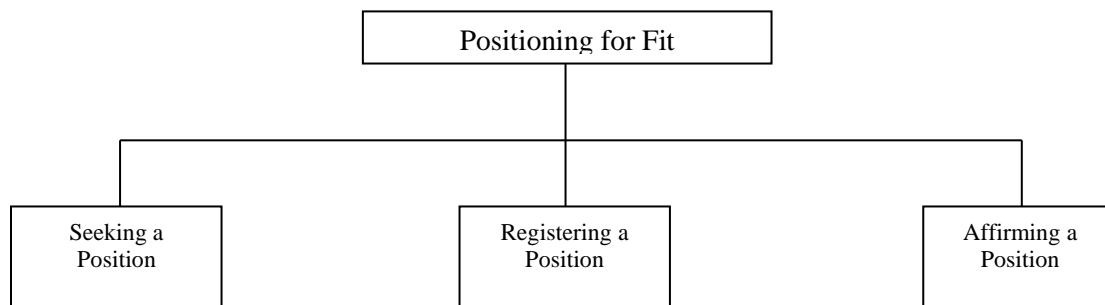 Positioning for Fit
Seeking a
Position
Registering a
Position
Affirming a
Position